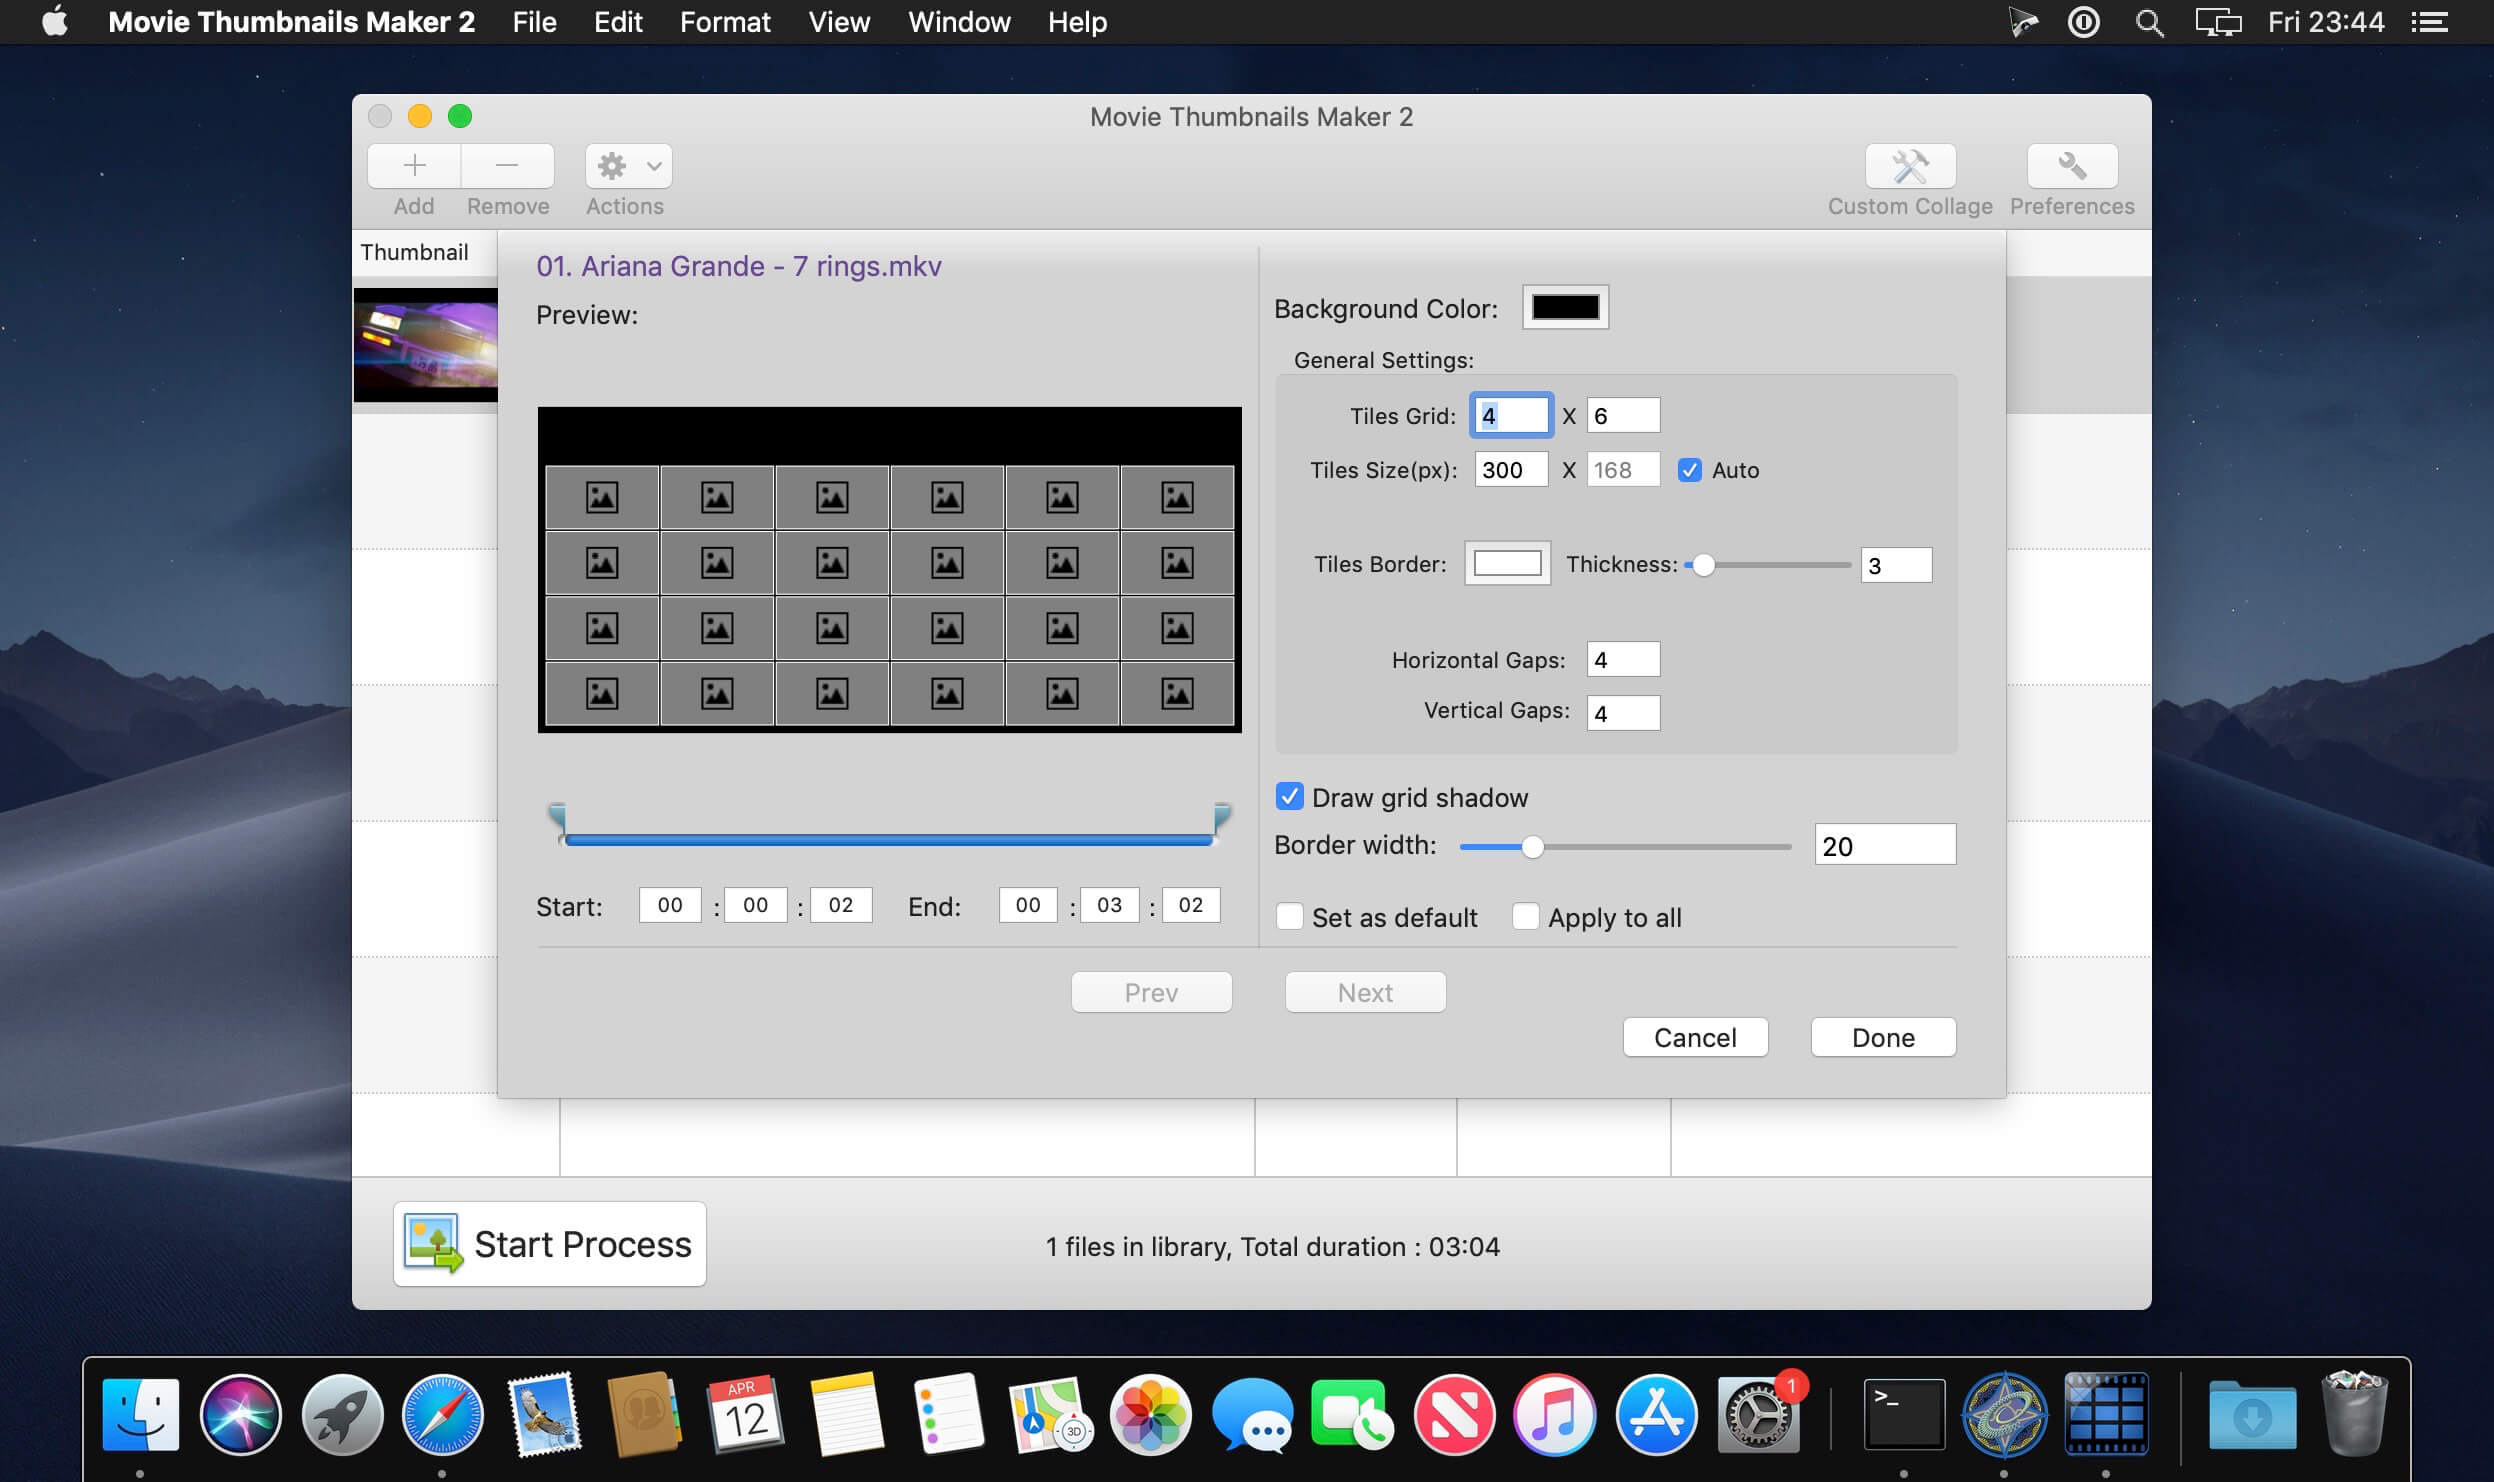 Movie Thumbnails Maker 2 File Edit Format View Window Help Fri 23:44
Movie Thumbnails Maker 2
Add Remove Actions Custom Collage Preferences
Thumbnail
01. Ariana Grande - 7 rings.mkv
Preview:
Start: 00 : 00 : 02 End: 00 : 03 : 02
Background Color:
General Settings:
Tiles Grid: 4 X 6
Tiles Size(px): 300 X 168 Auto
Tiles Border: Thickness: 3
Horizontal Gaps: 4
Vertical Gaps: 4
Draw grid shadow
Border width: 20
Set as default Apply to all
Prev Next
Cancel Done
Start Process 1 files in library, Total duration : 03:04
APR
12
3D
1
>_